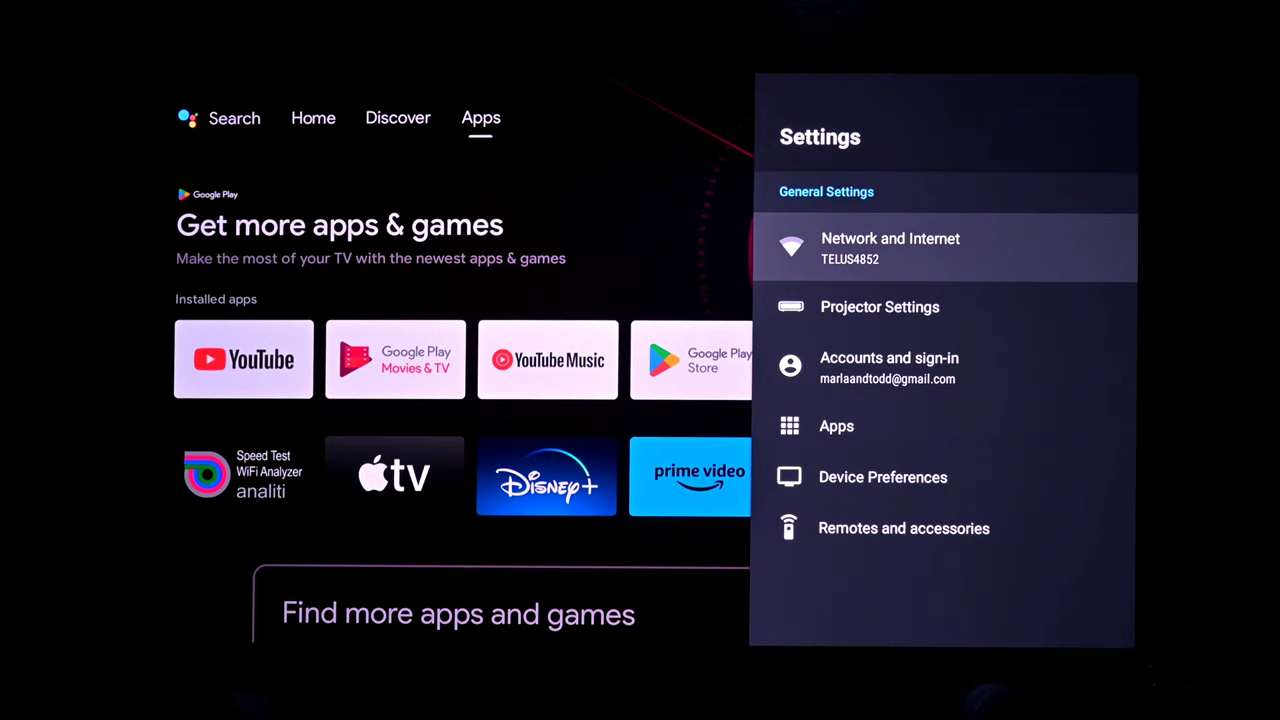 Search Home Discover Apps
Google Play
Get more apps & games
Make the most of your TV with the newest apps & games
Installed apps
YouTube
Google Play
Movies & TV
YouTube Music
Google Play
Store
Speed Test
WiFi Analyzer
analiti
tv
Disney+
prime video
Find more apps and games
Settings
General Settings
Network and Internet
TELUS4852
Projector Settings
Accounts and sign-in
marlaandtodd@gmail.com
Apps
Device Preferences
Remotes and accessories